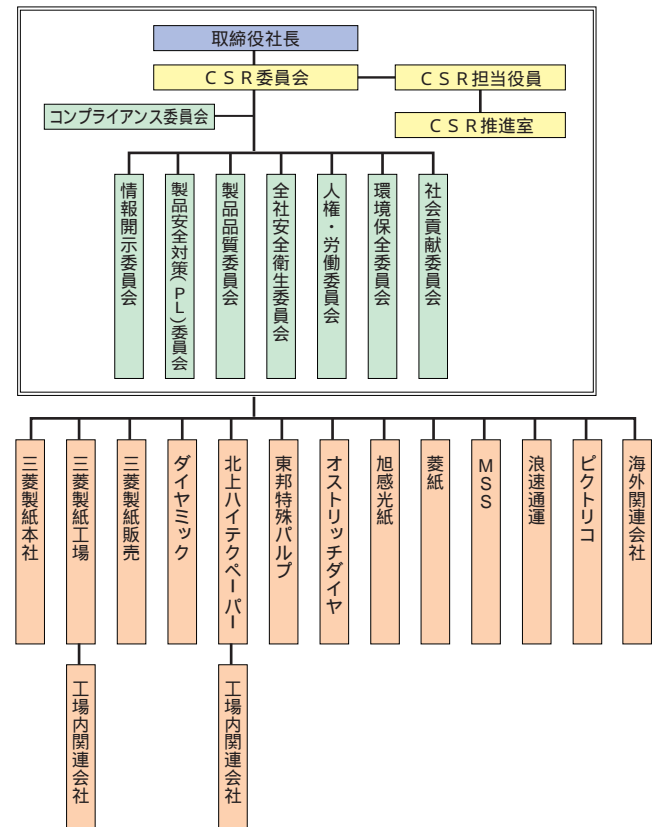 取締役社長
CSR委員会
CSR担当役員
コンプライアンス委員会
CSR推進室
情報開示委員会
製品安全対策(PL)委員会
製品品質委員会
全社安全衛生委員会
人権・労働委員会
環境保全委員会
社会貢献委員会
三菱製紙本社
三菱製紙工場
三菱製紙販売
ダイヤミック
北上ハイテクペーパー
東邦特殊パルプ
オストリッチダイヤ
旭感光紙
菱紙
MSS
浪速通運
ピクトリコ
海外関連会社
工場内関連会社
工場内関連会社